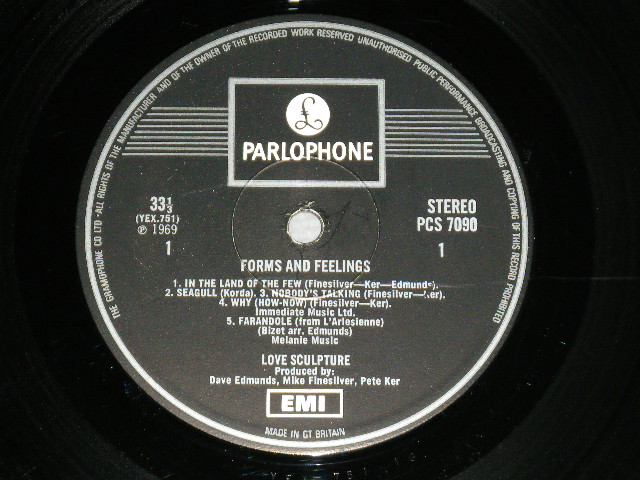 THE GRAMOPHONE CO LTD · ALL RIGHTS OF THE MANUFACTURER AND OF THE OWNER OF THE RECORDED WORK RESERVED UNAUTHORISED PUBLIC PERFORMANCE BROADCASTING AND COPYING OF THIS RECORD PROHIBITED
£
PARLOPHONE
33⅓
(YEX.751)
℗ 1969
1
STEREO
PCS 7090
1
FORMS AND FEELINGS
1. IN THE LAND OF THE FEW (Finesilver—Ker—Edmunds).
2. SEAGULL (Korda). 3. NOBODY'S TALKING (Finesilver—Ker).
4. WHY (HOW-NOW) (Finesilver—Ker).
Immediate Music Ltd.
5. FARANDOLE (from L'Arlesienne)
(Bizet arr. Edmunds)
Melanie Music
LOVE SCULPTURE
Produced by:
Dave Edmunds, Mike Finesilver, Pete Ker
EMI
MADE IN GT BRITAIN